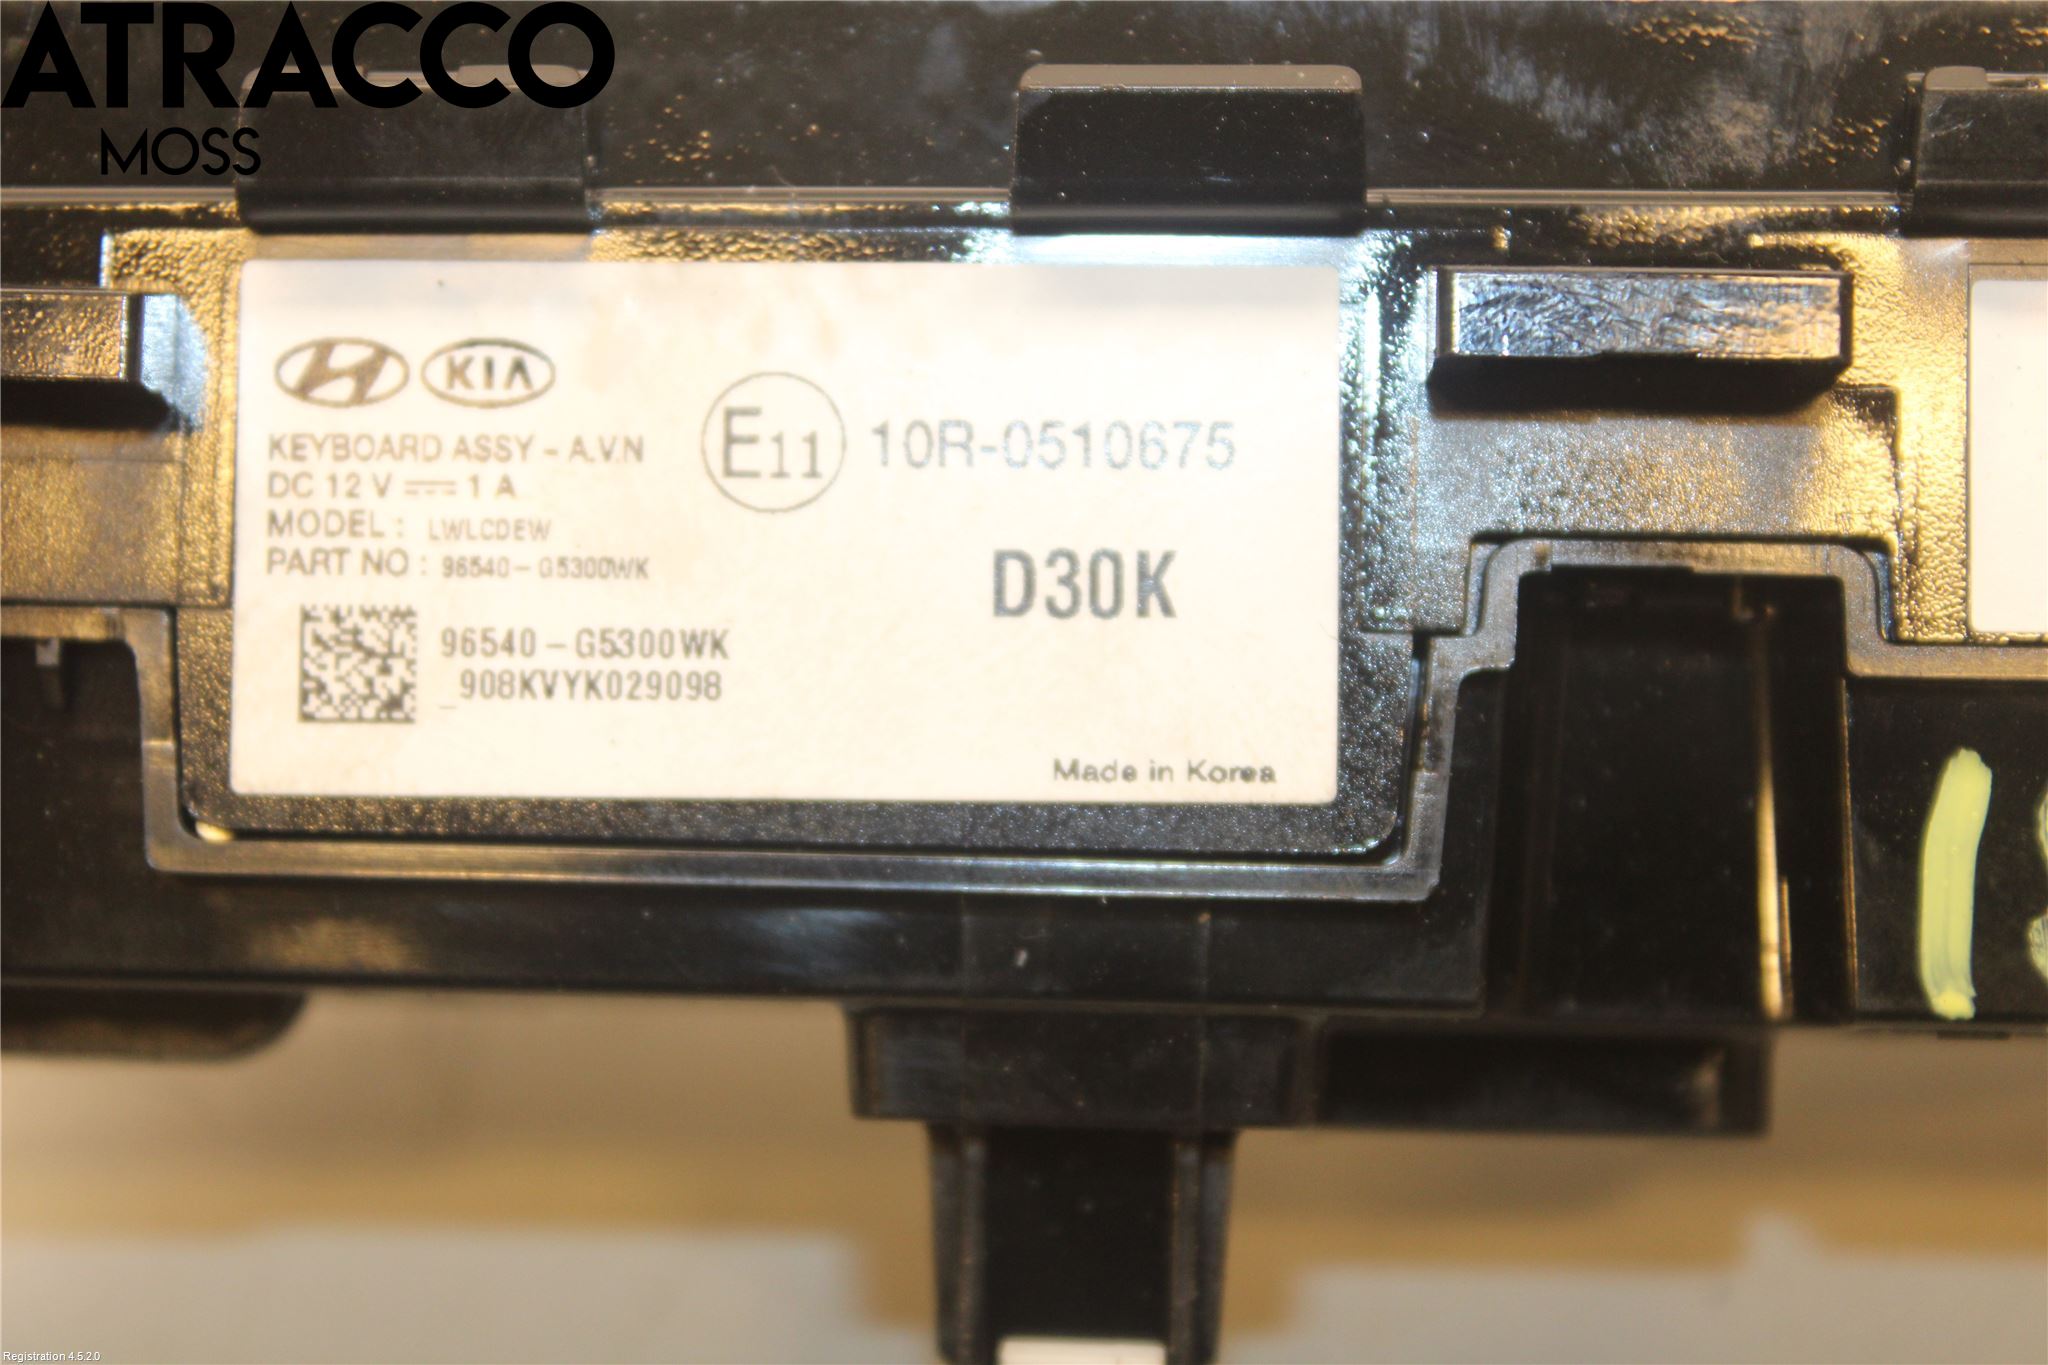 ATRACCO
MOSS
KIA
KEYBOARD ASSY - A.V.N
DC 12 V ⎓ 1 A
MODEL : LWLCDEW
PART NO : 96540-G5300WK
96540-G5300WK
_908KVYK029098
E11
10R-0510675
D30K
Made in Korea
Registration 4.5.2.0